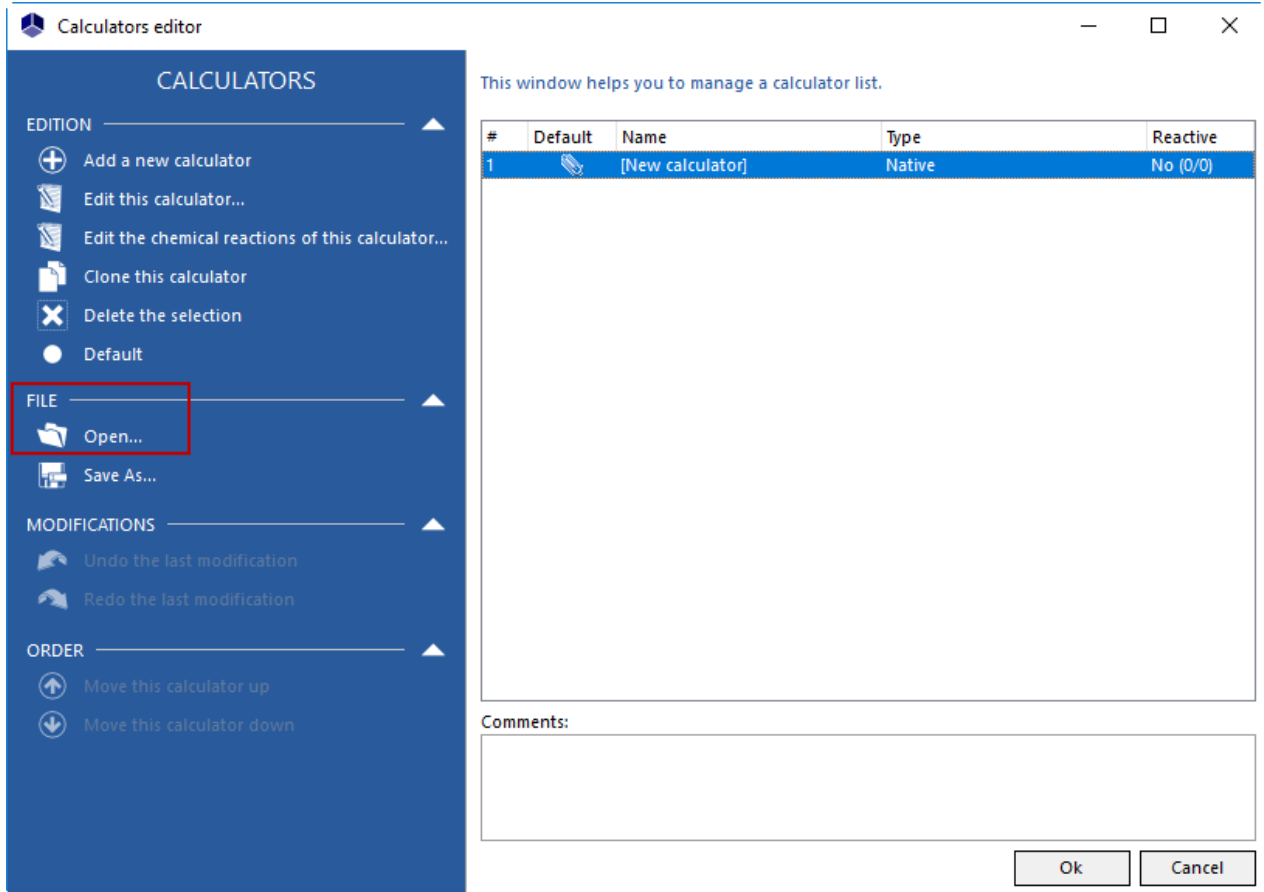 Calculators editor
CALCULATORS
EDITION
Add a new calculator
Edit this calculator...
Edit the chemical reactions of this calculator...
Clone this calculator
Delete the selection
Default
FILE
Open...
Save As...
MODIFICATIONS
Undo the last modification
Redo the last modification
ORDER
Move this calculator up
Move this calculator down
This window helps you to manage a calculator list.
# Default Name Type Reactive
1 [New calculator] Native No (0/0)
Comments:
Ok Cancel